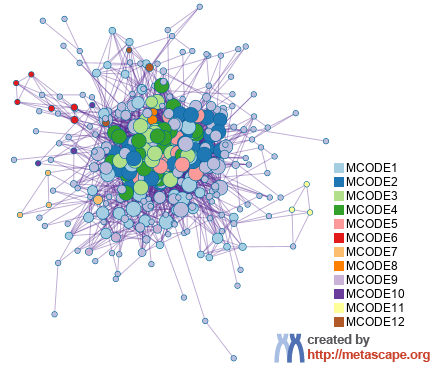 MCODE1
MCODE2
MCODE3
MCODE4
MCODE5
MCODE6
MCODE7
MCODE8
MCODE9
MCODE10
MCODE11
MCODE12
created by
http://metascape.org